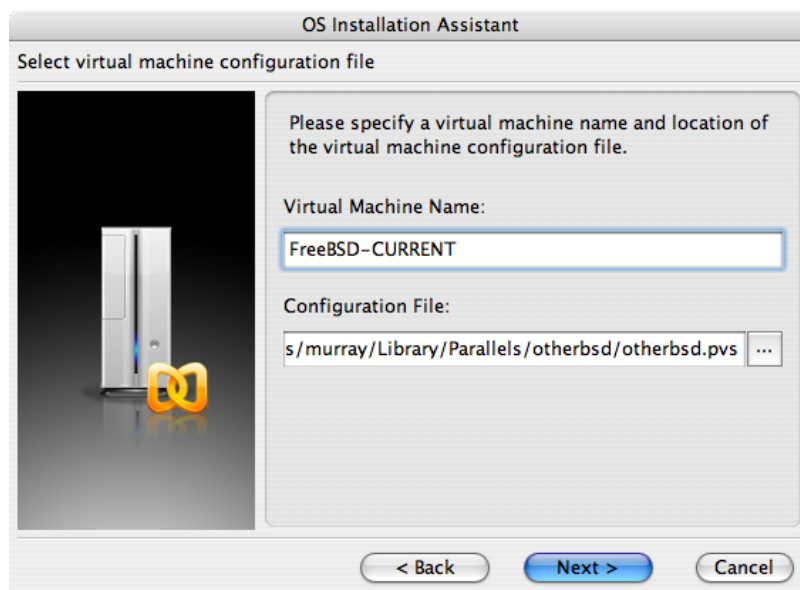 OS Installation Assistant
Select virtual machine configuration file
Please specify a virtual machine name and location of
the virtual machine configuration file.
Virtual Machine Name:
FreeBSD-CURRENT
Configuration File:
s/murray/Library/Parallels/otherbsd/otherbsd.pvs ...
< Back Next > Cancel